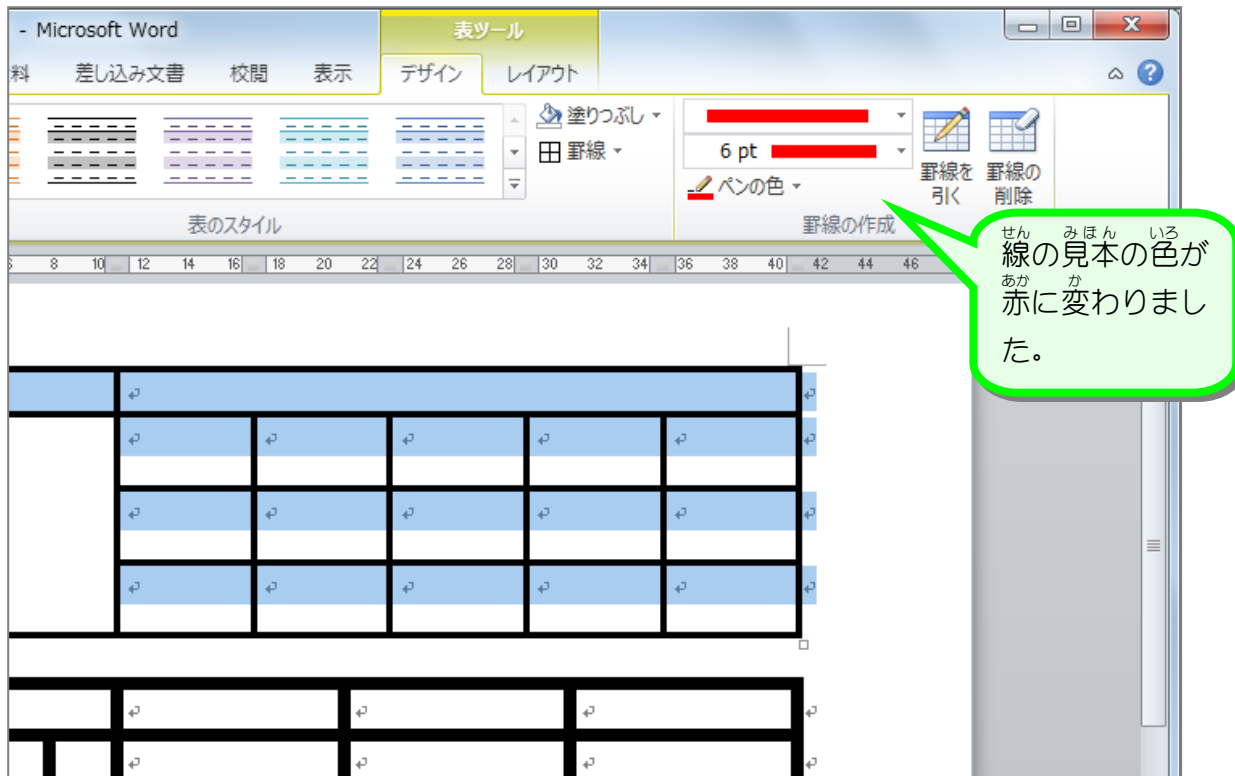 - Microsoft Word
表ツール
料 差し込み文書 校閲 表示 デザイン レイアウト
塗りつぶし
罫線
6 pt
ペンの色
罫線を
引く
罫線の
削除
表のスタイル
罫線の作成
8 10 12 14 16 18 20 22 24 26 28 30 32 34 36 38 40 42 44 46
せん みほん いろ
線の見本の色が
あか か
赤に変わりまし
た。